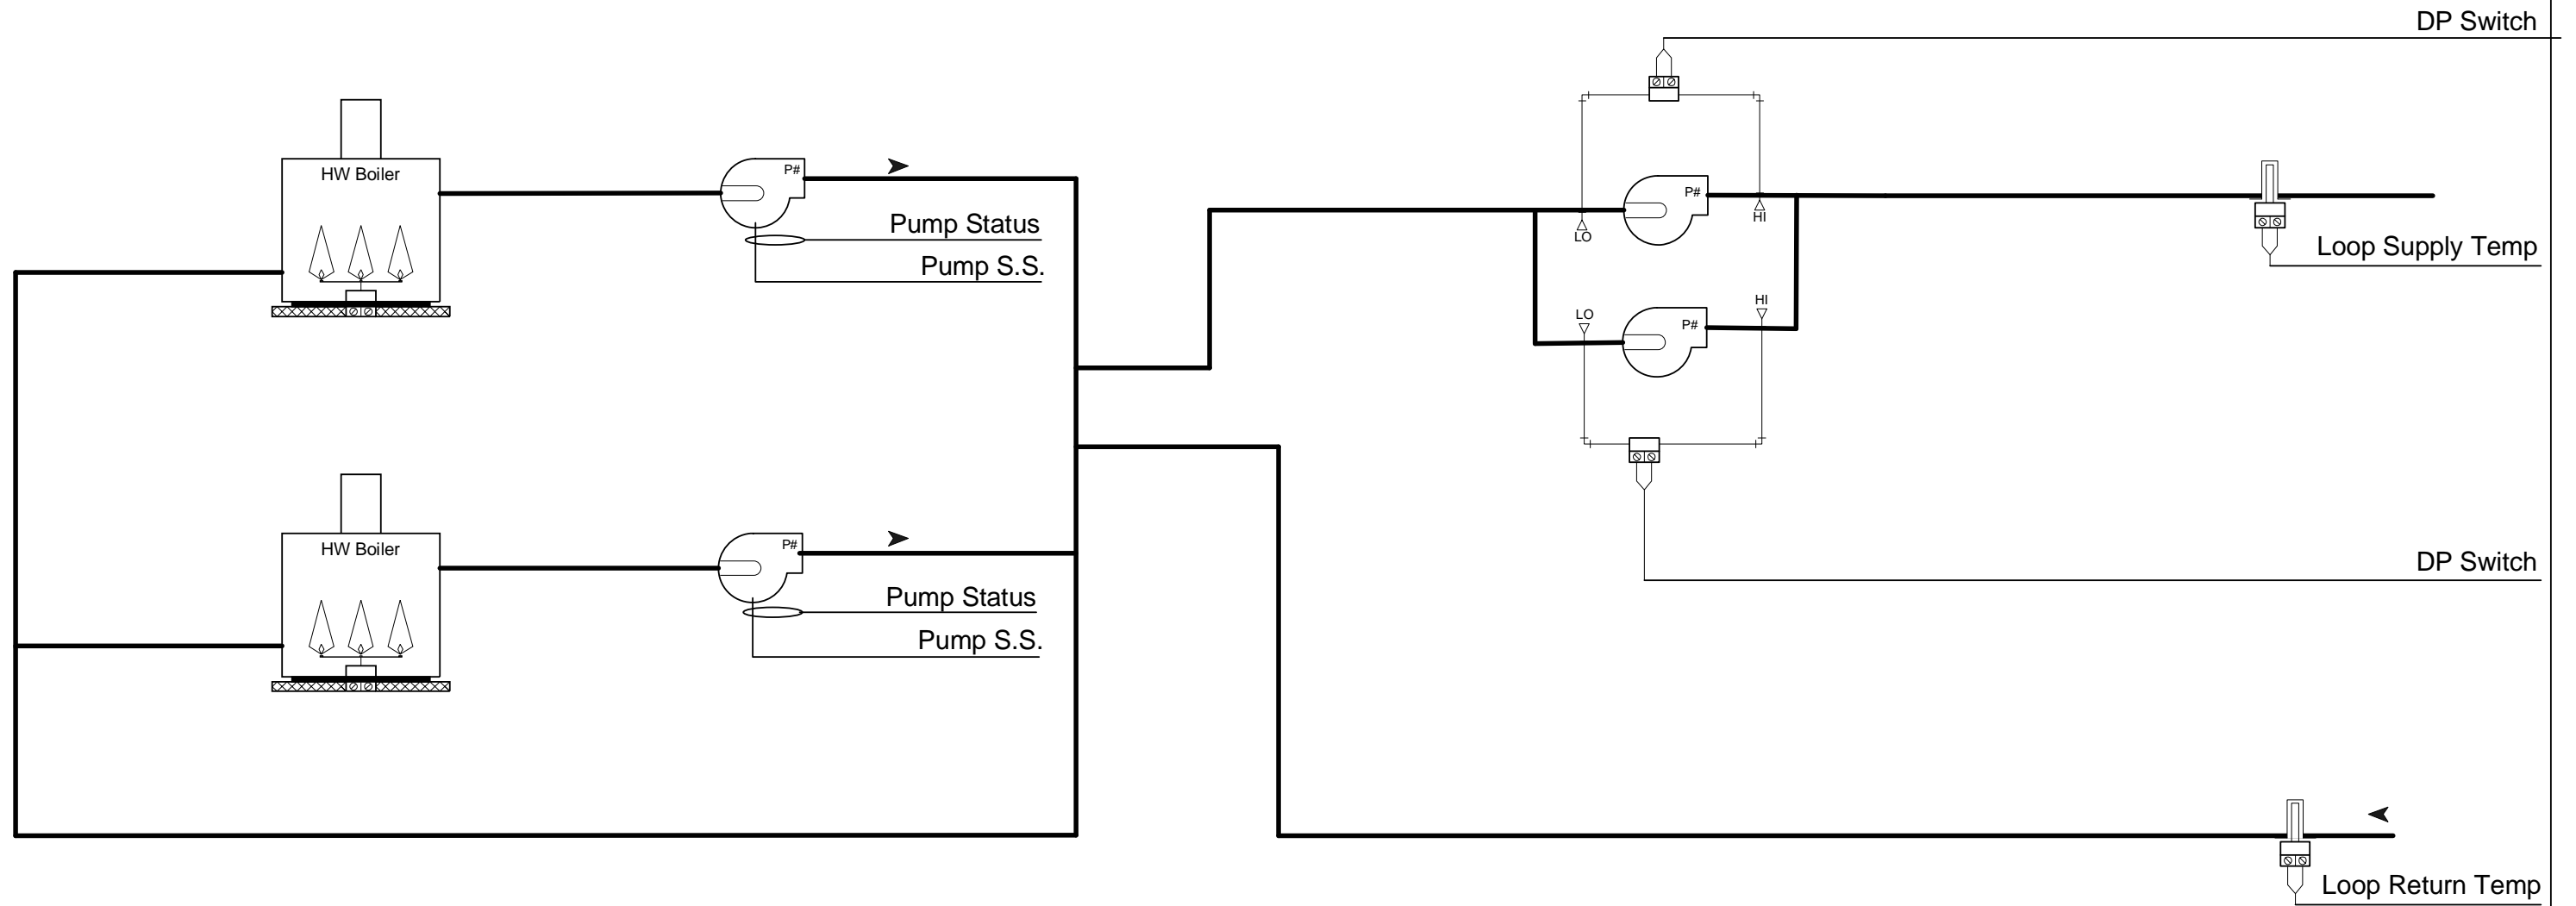 DP Switch
HW Boiler
P#
Pump Status
Pump S.S.
P#
LO
HI
Loop Supply Temp
LO
HI
P#
DP Switch
HW Boiler
P#
Pump Status
Pump S.S.
Loop Return Temp